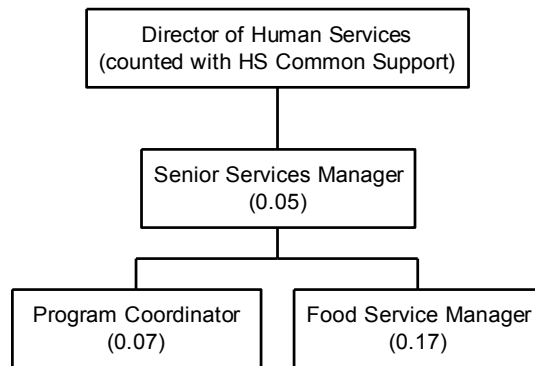 Director of Human Services
(counted with HS Common Support)
Senior Services Manager
(0.05)
Program Coordinator
(0.07)
Food Service Manager
(0.17)